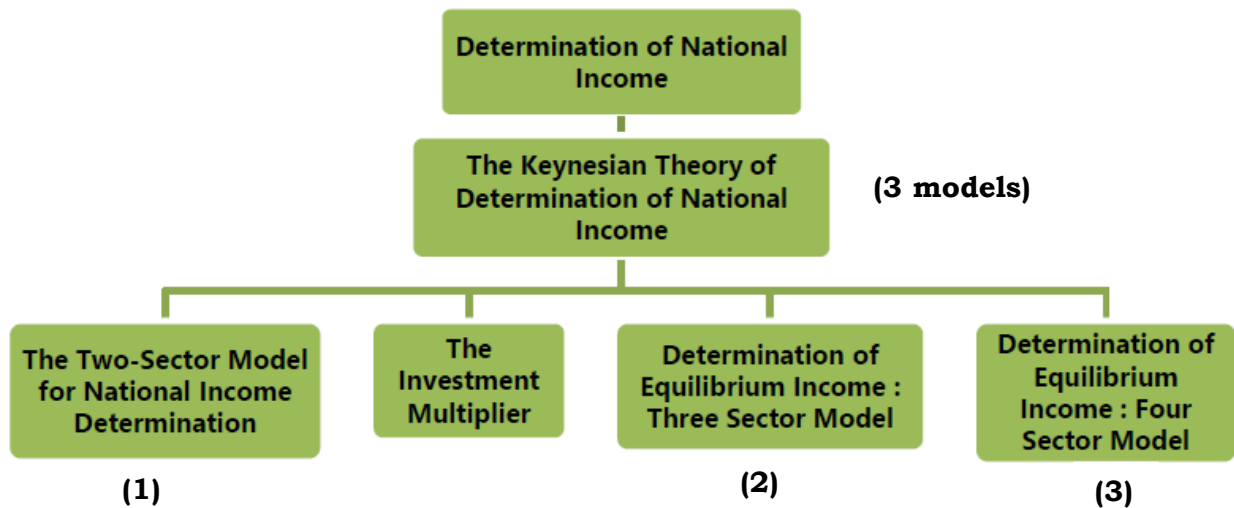 Determination of National
Income
The Keynesian Theory of
Determination of National
Income
(3 models)
The Two-Sector Model
for National Income
Determination
The
Investment
Multiplier
Determination of
Equilibrium Income :
Three Sector Model
Determination of
Equilibrium
Income : Four
Sector Model
(1)
(2)
(3)